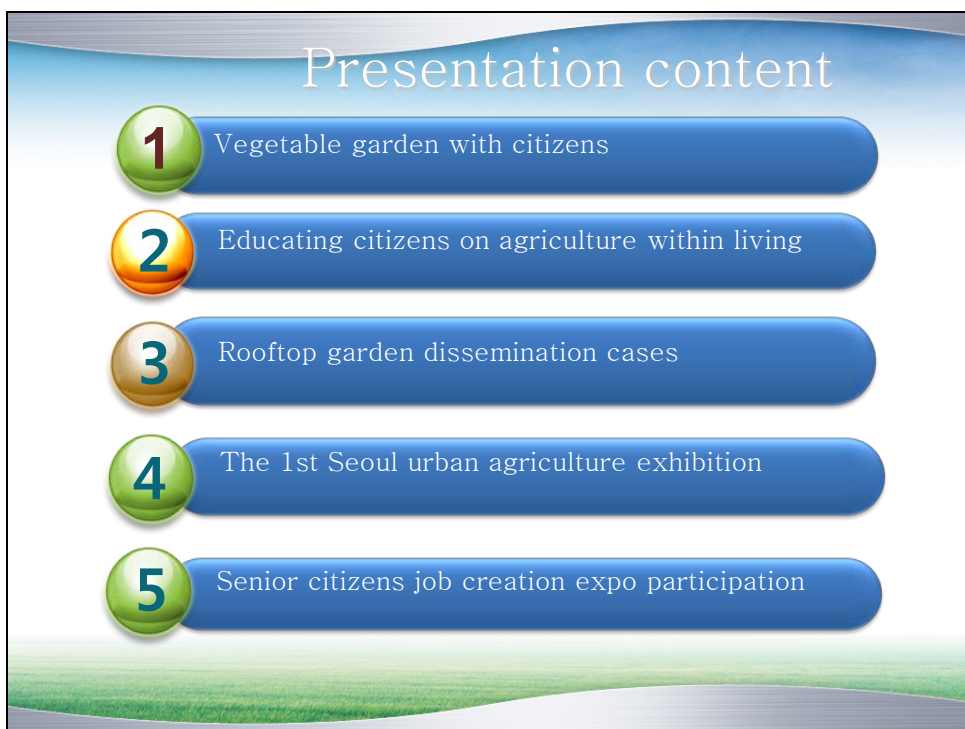 Presentation content
1 Vegetable garden with citizens
2 Educating citizens on agriculture within living
3 Rooftop garden dissemination cases
4 The 1st Seoul urban agriculture exhibition
5 Senior citizens job creation expo participation